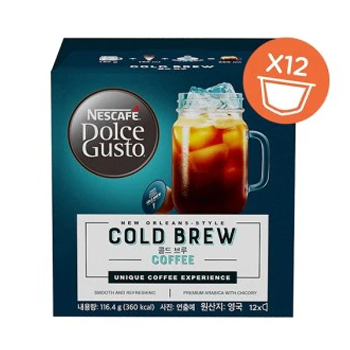 X12
NESCAFÉ
DOLCE
GUSTO
NEW ORLEANS-STYLE
COLD BREW
콜드 브루
COFFEE
UNIQUE COFFEE EXPERIENCE
SMOOTH AND REFRESHING
PREMIUM ARABICA WITH CHICORY
내용량: 116.4 g (360 kcal) 사진: 연출예 원산지: 영국 12x